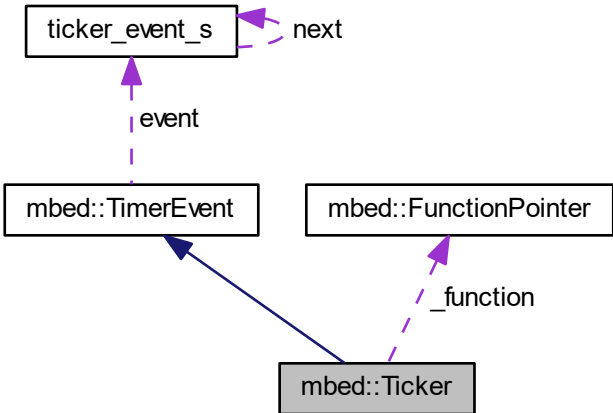 ticker_event_s
next
event
mbed::TimerEvent
mbed::FunctionPointer
_function
mbed::Ticker